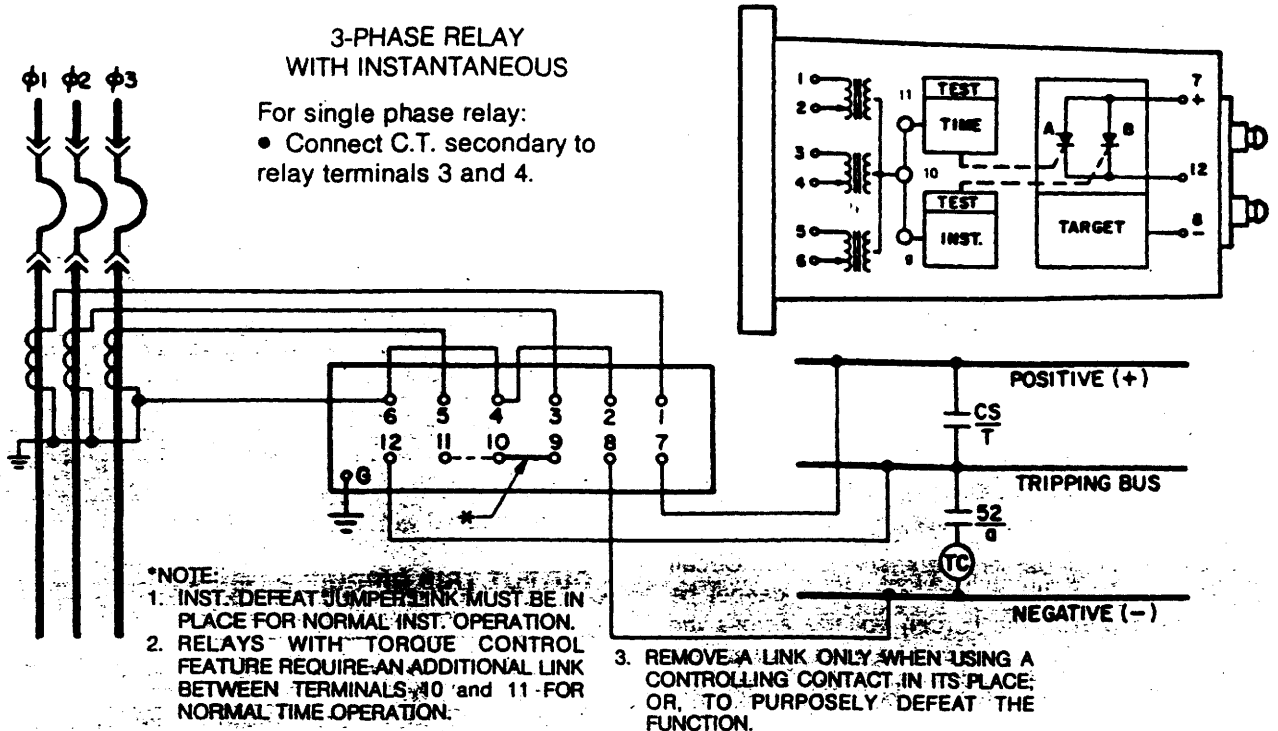 3-PHASE RELAY
WITH INSTANTANEOUS
For single phase relay:
• Connect C.T. secondary to
relay terminals 3 and 4.
ϕ1 ϕ2 ϕ3
1
2
3
4
5
6
11
10
9
TEST
TIME
TEST
INST.
A
B
TARGET
7
+
12
8
-
6 5 4 3 2 1
12 11 10 9 8 7
G
*
POSITIVE (+)
CS
T
TRIPPING BUS
52
a
TC
NEGATIVE (-)
*NOTE:
1. INST. DEFEAT JUMPER LINK MUST BE IN
PLACE FOR NORMAL INST. OPERATION.
2. RELAYS WITH TORQUE CONTROL
FEATURE REQUIRE AN ADDITIONAL LINK
BETWEEN TERMINALS 10 and 11 FOR
NORMAL TIME OPERATION.
3. REMOVE A LINK ONLY WHEN USING A
CONTROLLING CONTACT IN ITS PLACE;
OR, TO PURPOSELY DEFEAT THE
FUNCTION.